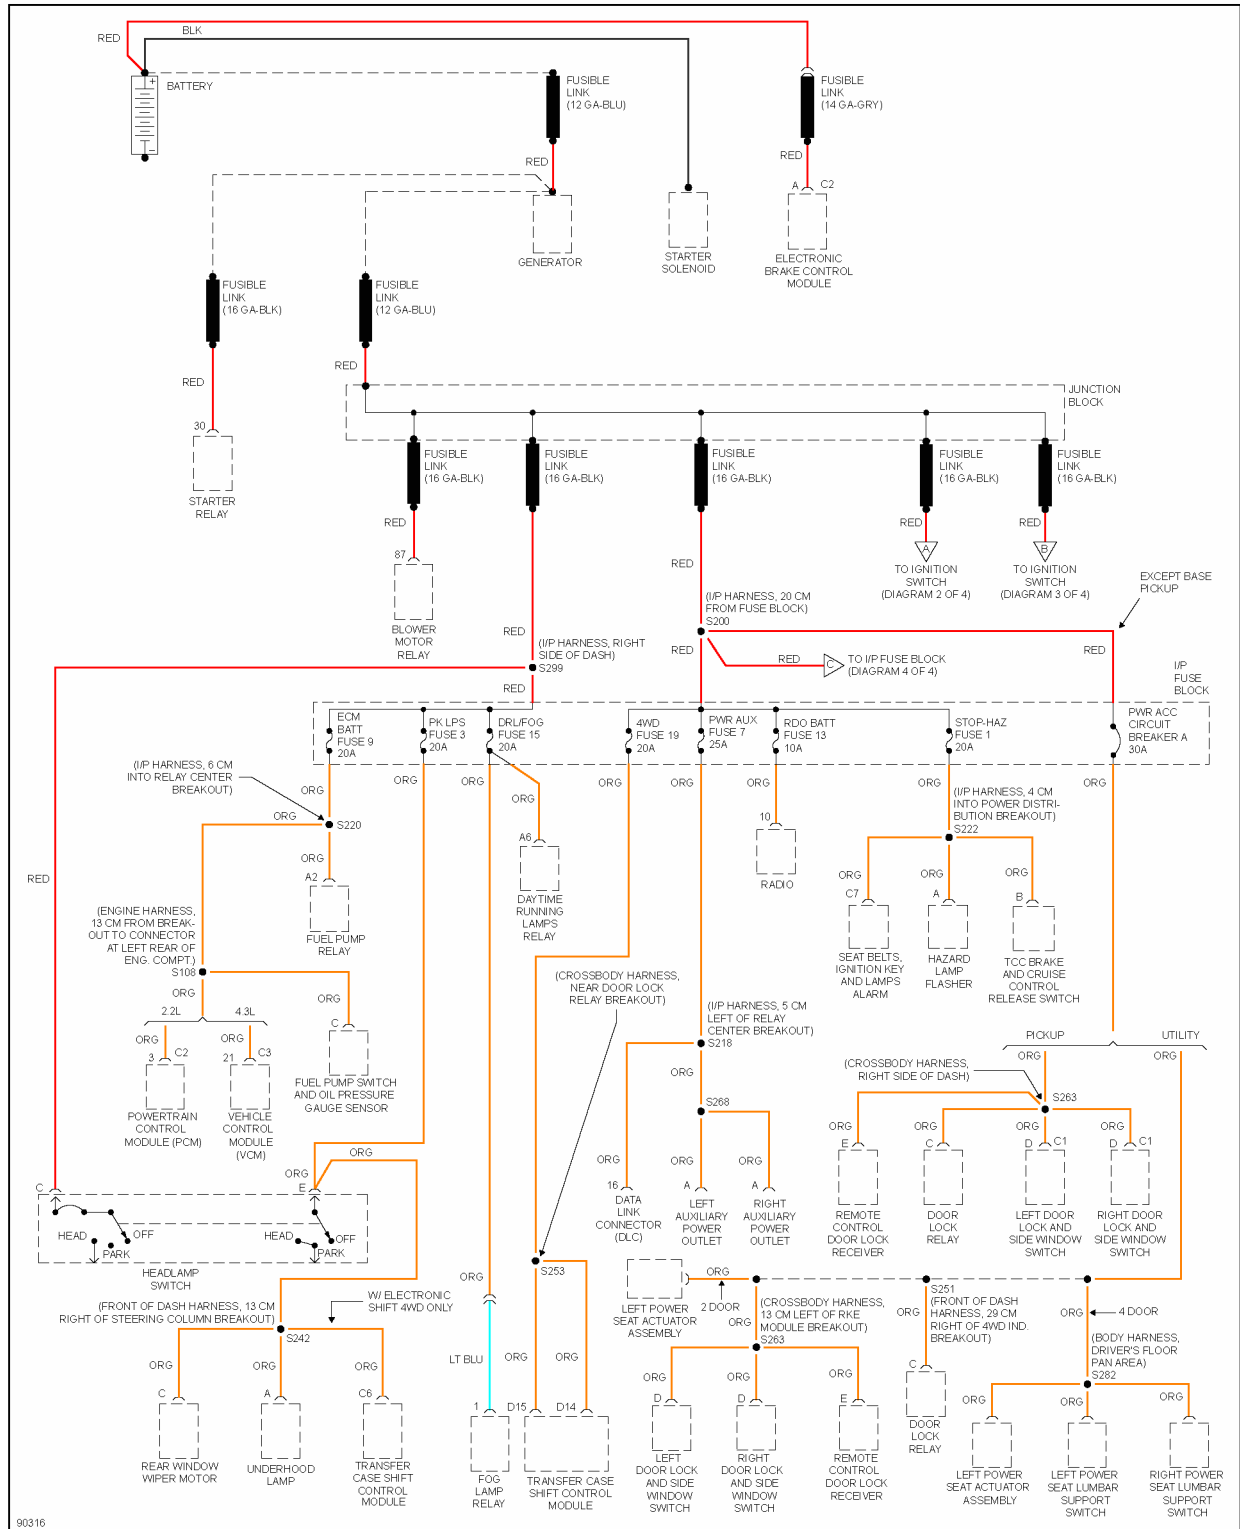 RED
BLK
BATTERY
+
-
FUSIBLE
LINK
(12 GA-BLU)
FUSIBLE
LINK
(14 GA-GRY)
RED
RED
A
C2
GENERATOR
STARTER
SOLENOID
ELECTRONIC
BRAKE CONTROL
MODULE
FUSIBLE
LINK
(16 GA-BLK)
FUSIBLE
LINK
(12 GA-BLU)
RED
RED
JUNCTION
BLOCK
30
STARTER
RELAY
FUSIBLE
LINK
(16 GA-BLK)
FUSIBLE
LINK
(16 GA-BLK)
FUSIBLE
LINK
(16 GA-BLK)
FUSIBLE
LINK
(16 GA-BLK)
FUSIBLE
LINK
(16 GA-BLK)
RED
RED
RED
87
A
B
BLOWER
MOTOR
RELAY
RED
TO IGNITION
SWITCH
(DIAGRAM 2 OF 4)
TO IGNITION
SWITCH
(DIAGRAM 3 OF 4)
EXCEPT BASE
PICKUP
(I/P HARNESS, 20 CM
FROM FUSE BLOCK)
S200
RED
(I/P HARNESS, RIGHT
SIDE OF DASH)
S299
RED
RED
RED
C
TO I/P FUSE BLOCK
(DIAGRAM 4 OF 4)
RED
RED
I/P
FUSE
BLOCK
ECM
BATT
FUSE 9
20A
PK LPS
FUSE 3
20A
DRL/FOG
FUSE 15
20A
4WD
FUSE 19
20A
PWR AUX
FUSE 7
25A
RDO BATT
FUSE 13
10A
STOP-HAZ
FUSE 1
20A
PWR ACC
CIRCUIT
BREAKER A
30A
(I/P HARNESS, 6 CM
INTO RELAY CENTER
BREAKOUT)
ORG
ORG
ORG
ORG
ORG
ORG
ORG
ORG
ORG
(I/P HARNESS, 4 CM
INTO POWER DISTRI-
BUTION BREAKOUT)
S222
ORG
S220
10
RADIO
ORG
A2
FUEL PUMP
RELAY
A6
DAYTIME
RUNNING
LAMPS
RELAY
ORG
ORG
ORG
C7
A
B
SEAT BELTS,
IGNITION KEY
AND LAMPS
ALARM
HAZARD
LAMP
FLASHER
TCC BRAKE
AND CRUISE
CONTROL
RELEASE SWITCH
RED
(ENGINE HARNESS,
13 CM FROM BREAK-
OUT TO CONNECTOR
AT LEFT REAR OF
ENG. COMPT.)
S108
ORG
ORG
2.2L
4.3L
ORG
ORG
C
3
C2
21
C3
POWERTRAIN
CONTROL
MODULE (PCM)
VEHICLE
CONTROL
MODULE
(VCM)
FUEL PUMP SWITCH
AND OIL PRESSURE
GAUGE SENSOR
(CROSSBODY HARNESS,
NEAR DOOR LOCK
RELAY BREAKOUT)
(I/P HARNESS, 5 CM
LEFT OF RELAY
CENTER BREAKOUT)
S218
ORG
S268
ORG
ORG
ORG
16
A
A
DATA
LINK
CONNECTOR
(DLC)
LEFT
AUXILIARY
POWER
OUTLET
RIGHT
AUXILIARY
POWER
OUTLET
PICKUP
UTILITY
ORG
ORG
(CROSSBODY HARNESS,
RIGHT SIDE OF DASH)
S263
ORG
ORG
ORG
ORG
E
C
D
C1
D
C1
REMOTE
CONTROL
DOOR LOCK
RECEIVER
DOOR
LOCK
RELAY
LEFT DOOR
LOCK AND
SIDE WINDOW
SWITCH
RIGHT DOOR
LOCK AND
SIDE WINDOW
SWITCH
ORG
ORG
C
E
HEAD
OFF
PARK
HEAD
OFF
PARK
HEADLAMP
SWITCH
S253
ORG
(FRONT OF DASH HARNESS, 13 CM
RIGHT OF STEERING COLUMN BREAKOUT)
W/ ELECTRONIC
SHIFT 4WD ONLY
S242
ORG
ORG
ORG
C
A
C6
REAR WINDOW
WIPER MOTOR
UNDERHOOD
LAMP
TRANSFER
CASE SHIFT
CONTROL
MODULE
LT BLU
1
FOG
LAMP
RELAY
ORG
ORG
D15
D14
TRANSFER CASE
SHIFT CONTROL
MODULE
ORG
2 DOOR
LEFT POWER
SEAT ACTUATOR
ASSEMBLY
ORG
(CROSSBODY HARNESS,
13 CM LEFT OF RKE
MODULE BREAKOUT)
S263
ORG
ORG
ORG
D
D
E
LEFT
DOOR LOCK
AND SIDE
WINDOW
SWITCH
RIGHT
DOOR LOCK
AND SIDE
WINDOW
SWITCH
REMOTE
CONTROL
DOOR LOCK
RECEIVER
S251
(FRONT OF DASH
HARNESS, 29 CM
RIGHT OF 4WD IND.
BREAKOUT)
ORG
C
DOOR
LOCK
RELAY
ORG
4 DOOR
(BODY HARNESS,
DRIVER'S FLOOR
PAN AREA)
S282
ORG
ORG
ORG
LEFT POWER
SEAT ACTUATOR
ASSEMBLY
LEFT POWER
SEAT LUMBAR
SUPPORT
SWITCH
RIGHT POWER
SEAT LUMBAR
SUPPORT
SWITCH
90316